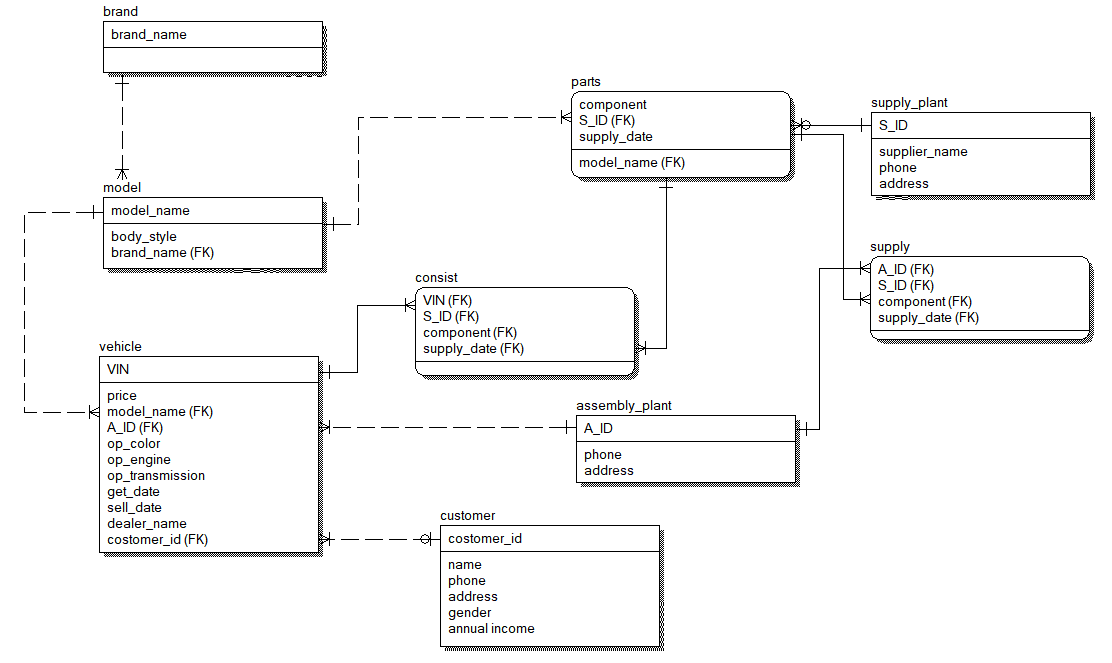 brand
brand_name
model
model_name
body_style
brand_name (FK)
parts
component
S_ID (FK)
supply_date
model_name (FK)
supply_plant
S_ID
supplier_name
phone
address
supply
A_ID (FK)
S_ID (FK)
component (FK)
supply_date (FK)
consist
VIN (FK)
S_ID (FK)
component (FK)
supply_date (FK)
vehicle
VIN
price
model_name (FK)
A_ID (FK)
op_color
op_engine
op_transmission
get_date
sell_date
dealer_name
costomer_id (FK)
assembly_plant
A_ID
phone
address
customer
costomer_id
name
phone
address
gender
annual income